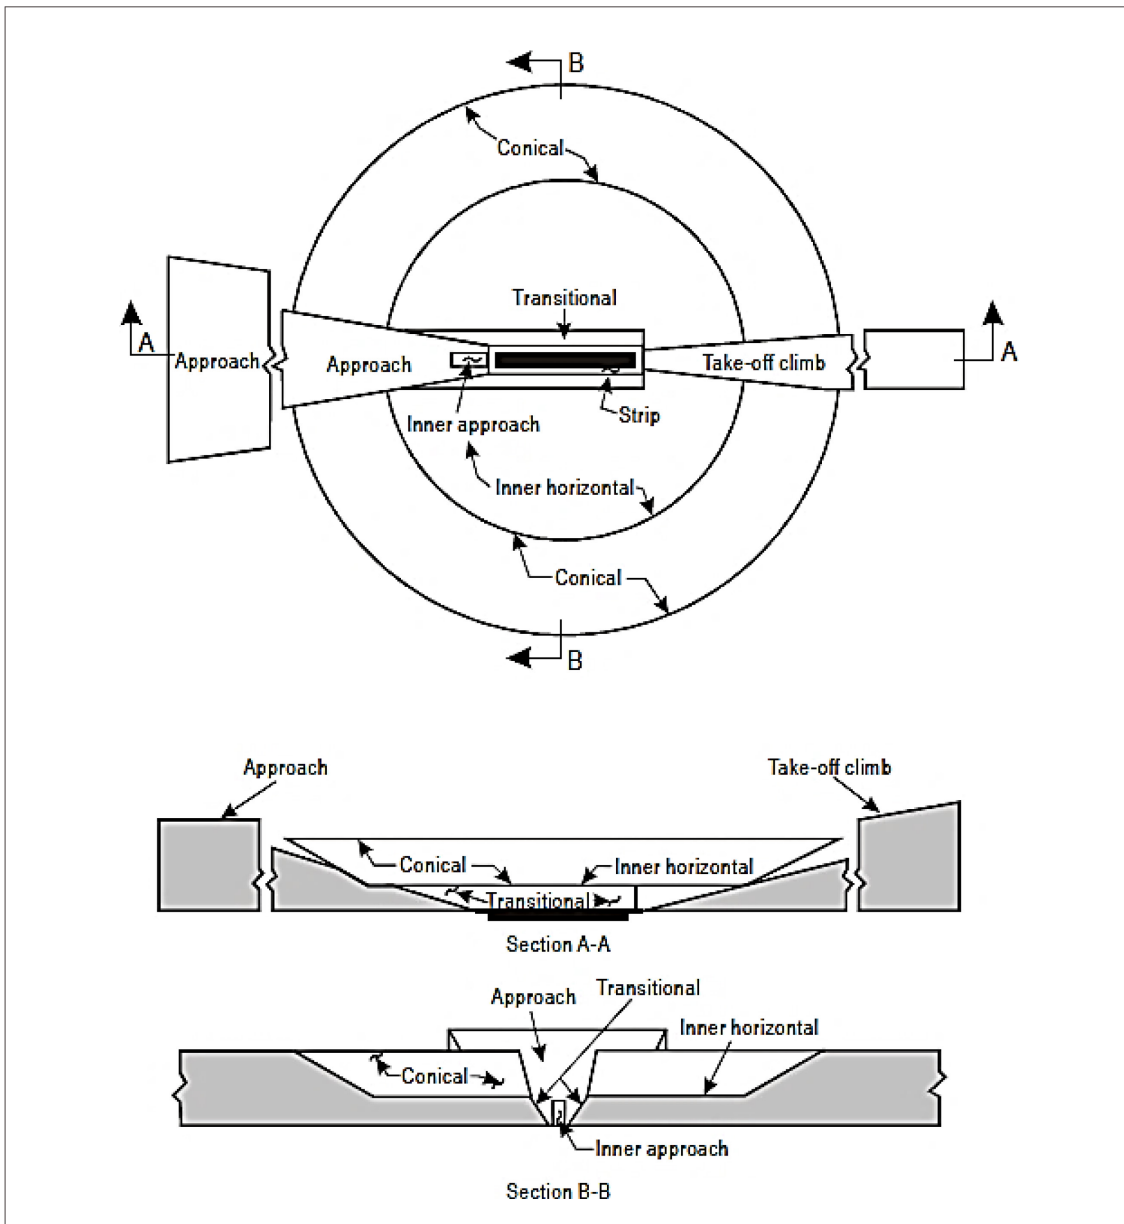 B
Conical
Transitional
A
Approach
Approach
Take-off climb
A
Inner approach
Strip
Inner horizontal
Conical
B
Approach
Take-off climb
Conical
Inner horizontal
Transitional
Section A-A
Approach
Transitional
Inner horizontal
Conical
Inner approach
Section B-B